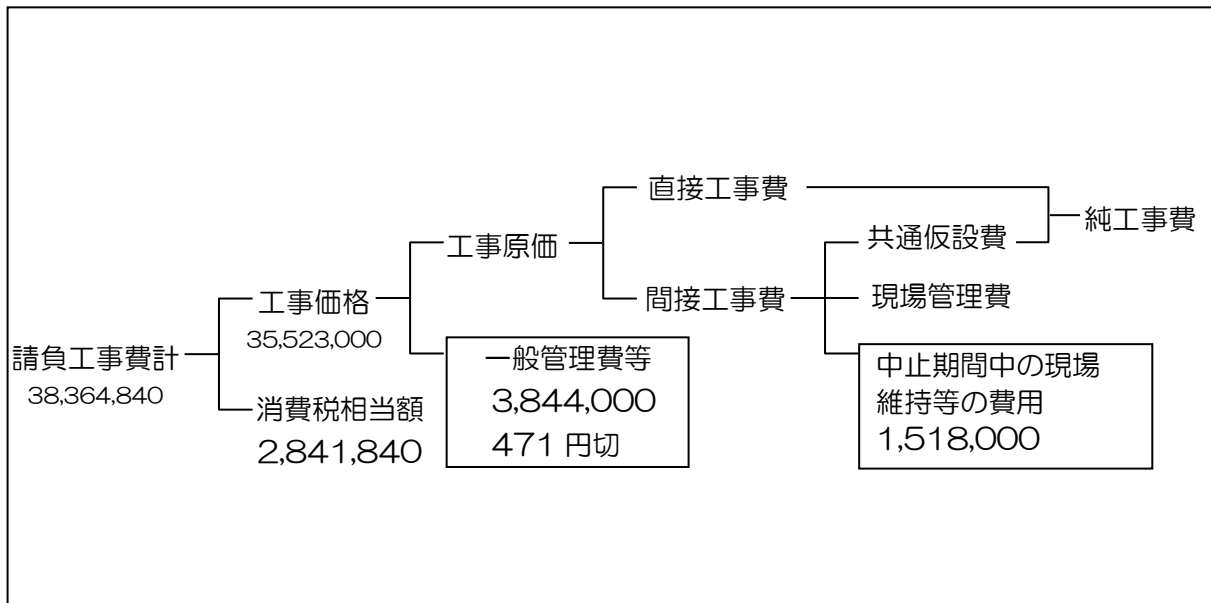 直接工事費
純工事費
共通仮設費
工事原価
間接工事費
現場管理費
工事価格
35,523,000
請負工事費計
38,364,840
一般管理費等
3,844,000
471 円切
中止期間中の現場
維持等の費用
1,518,000
消費税相当額
2,841,840